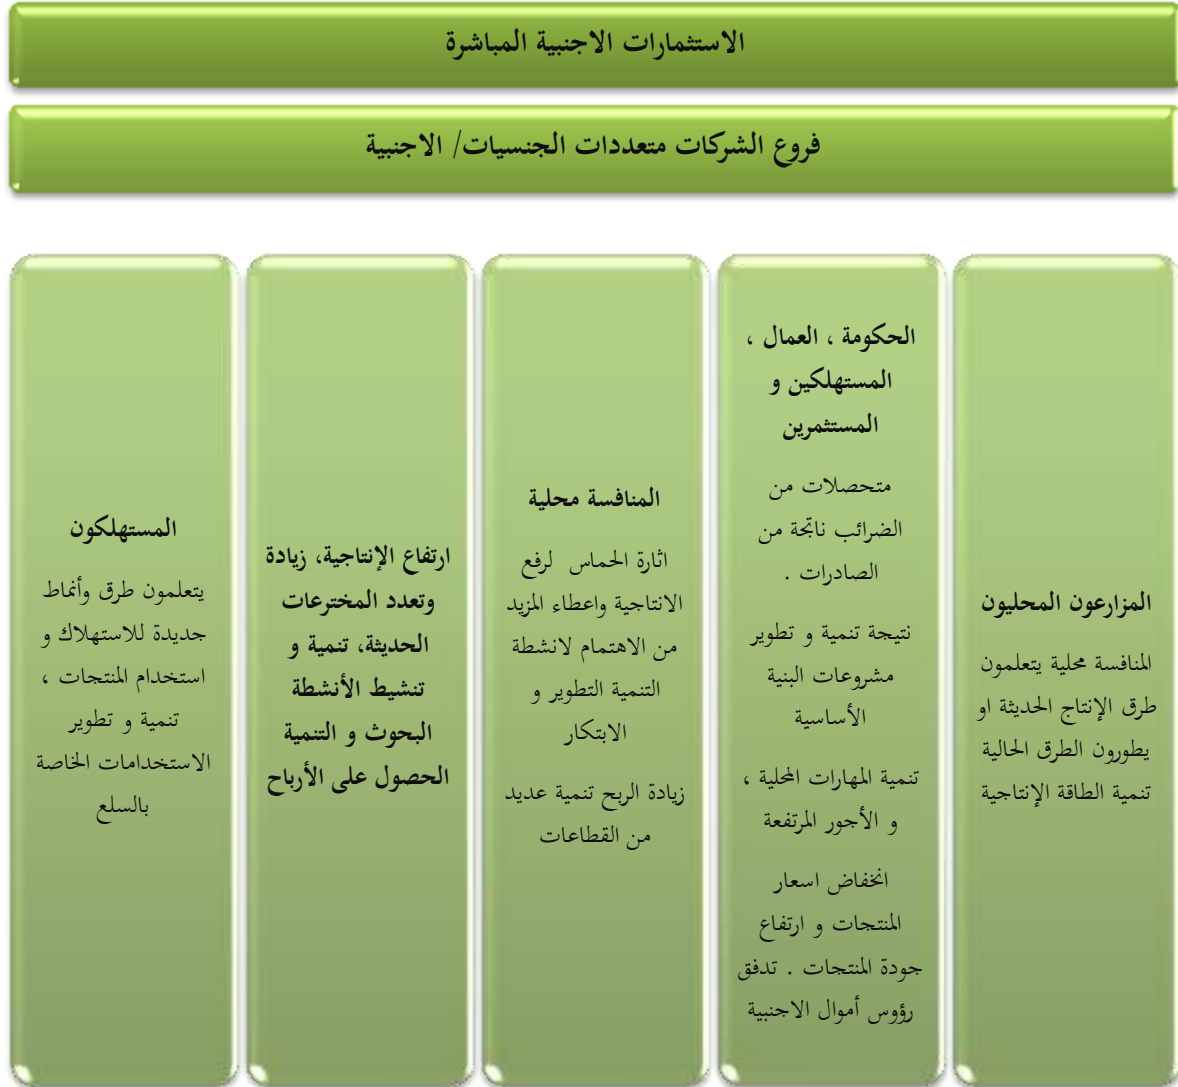 الاستثمارات الاجنبية المباشرة
فروع الشركات متعددات الجنسيات/ الاجنبية
المزارعون المحليون
المنافسة محلية يتعلمون
طرق الإنتاج الحديثة او
يطورون الطرق الحالية
تنمية الطاقة الإنتاجية
الحكومة ، العمال ،
المستهلكين و
المستثمرين
متحصلات من
الضرائب ناتجة من
الصادرات .
نتيجة تنمية و تطوير
مشروعات البنية
الأساسية
تنمية المهارات المحلية ،
و الأجور المرتفعة
انخفاض اسعار
المنتجات و ارتفاع
جودة المنتجات . تدفق
رؤوس أموال الاجنبية
المنافسة محلية
اثارة الحماس لرفع
الانتاجية واعطاء المزيد
من الاهتمام لانشطة
التنمية التطوير و
الابتكار
زيادة الربح تنمية عديد
من القطاعات
ارتفاع الإنتاجية، زيادة
وتعدد المخترعات
الحديثة، تنمية و
تنشيط الأنشطة
البحوث و التنمية
الحصول على الأرباح
المستهلكون
يتعلمون طرق وأنماط
جديدة للاستهلاك و
استخدام المنتجات ،
تنمية و تطوير
الاستخدامات الخاصة
بالسلع